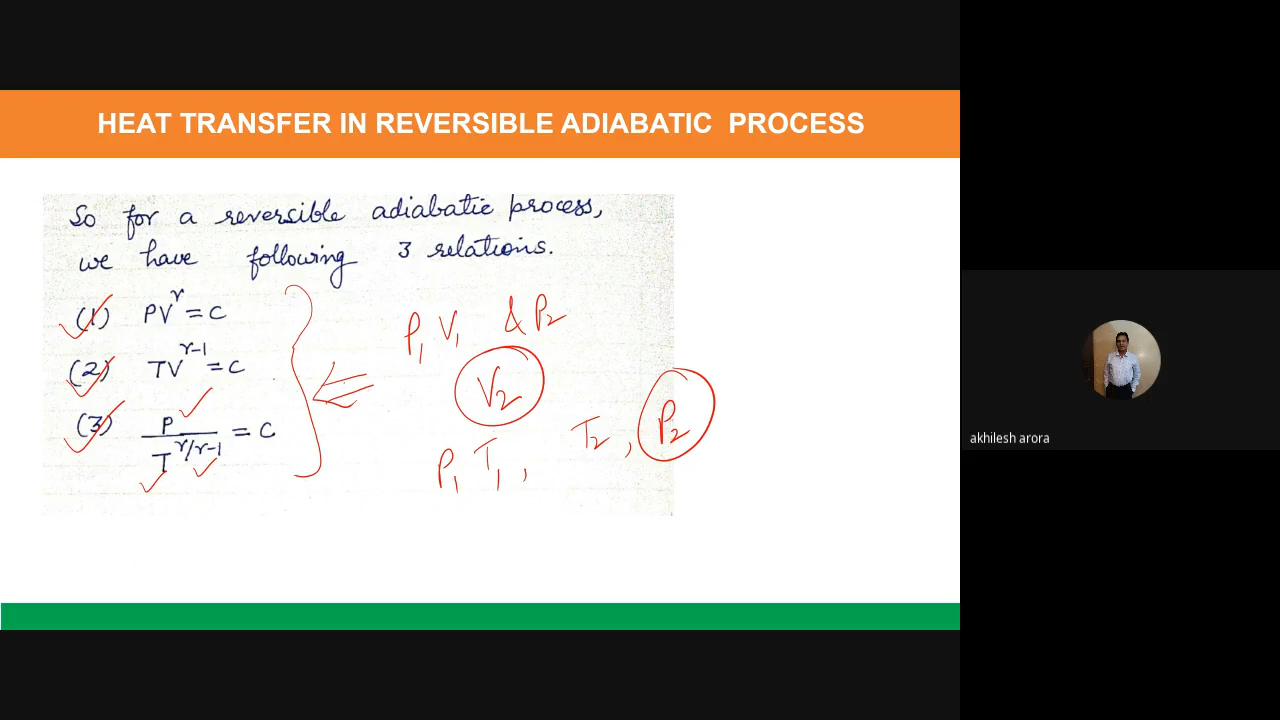 HEAT TRANSFER IN REVERSIBLE ADIABATIC PROCESS
So for a reversible adiabatic process,
we have following 3 relations.
(1) PV^γ = C
(2) TV^γ-1 = C
(3) P / T^γ/γ-1 = C
P₁ V₁ & P₂
V₂
P₁ T₁, T₂, P₂
akhilesh arora